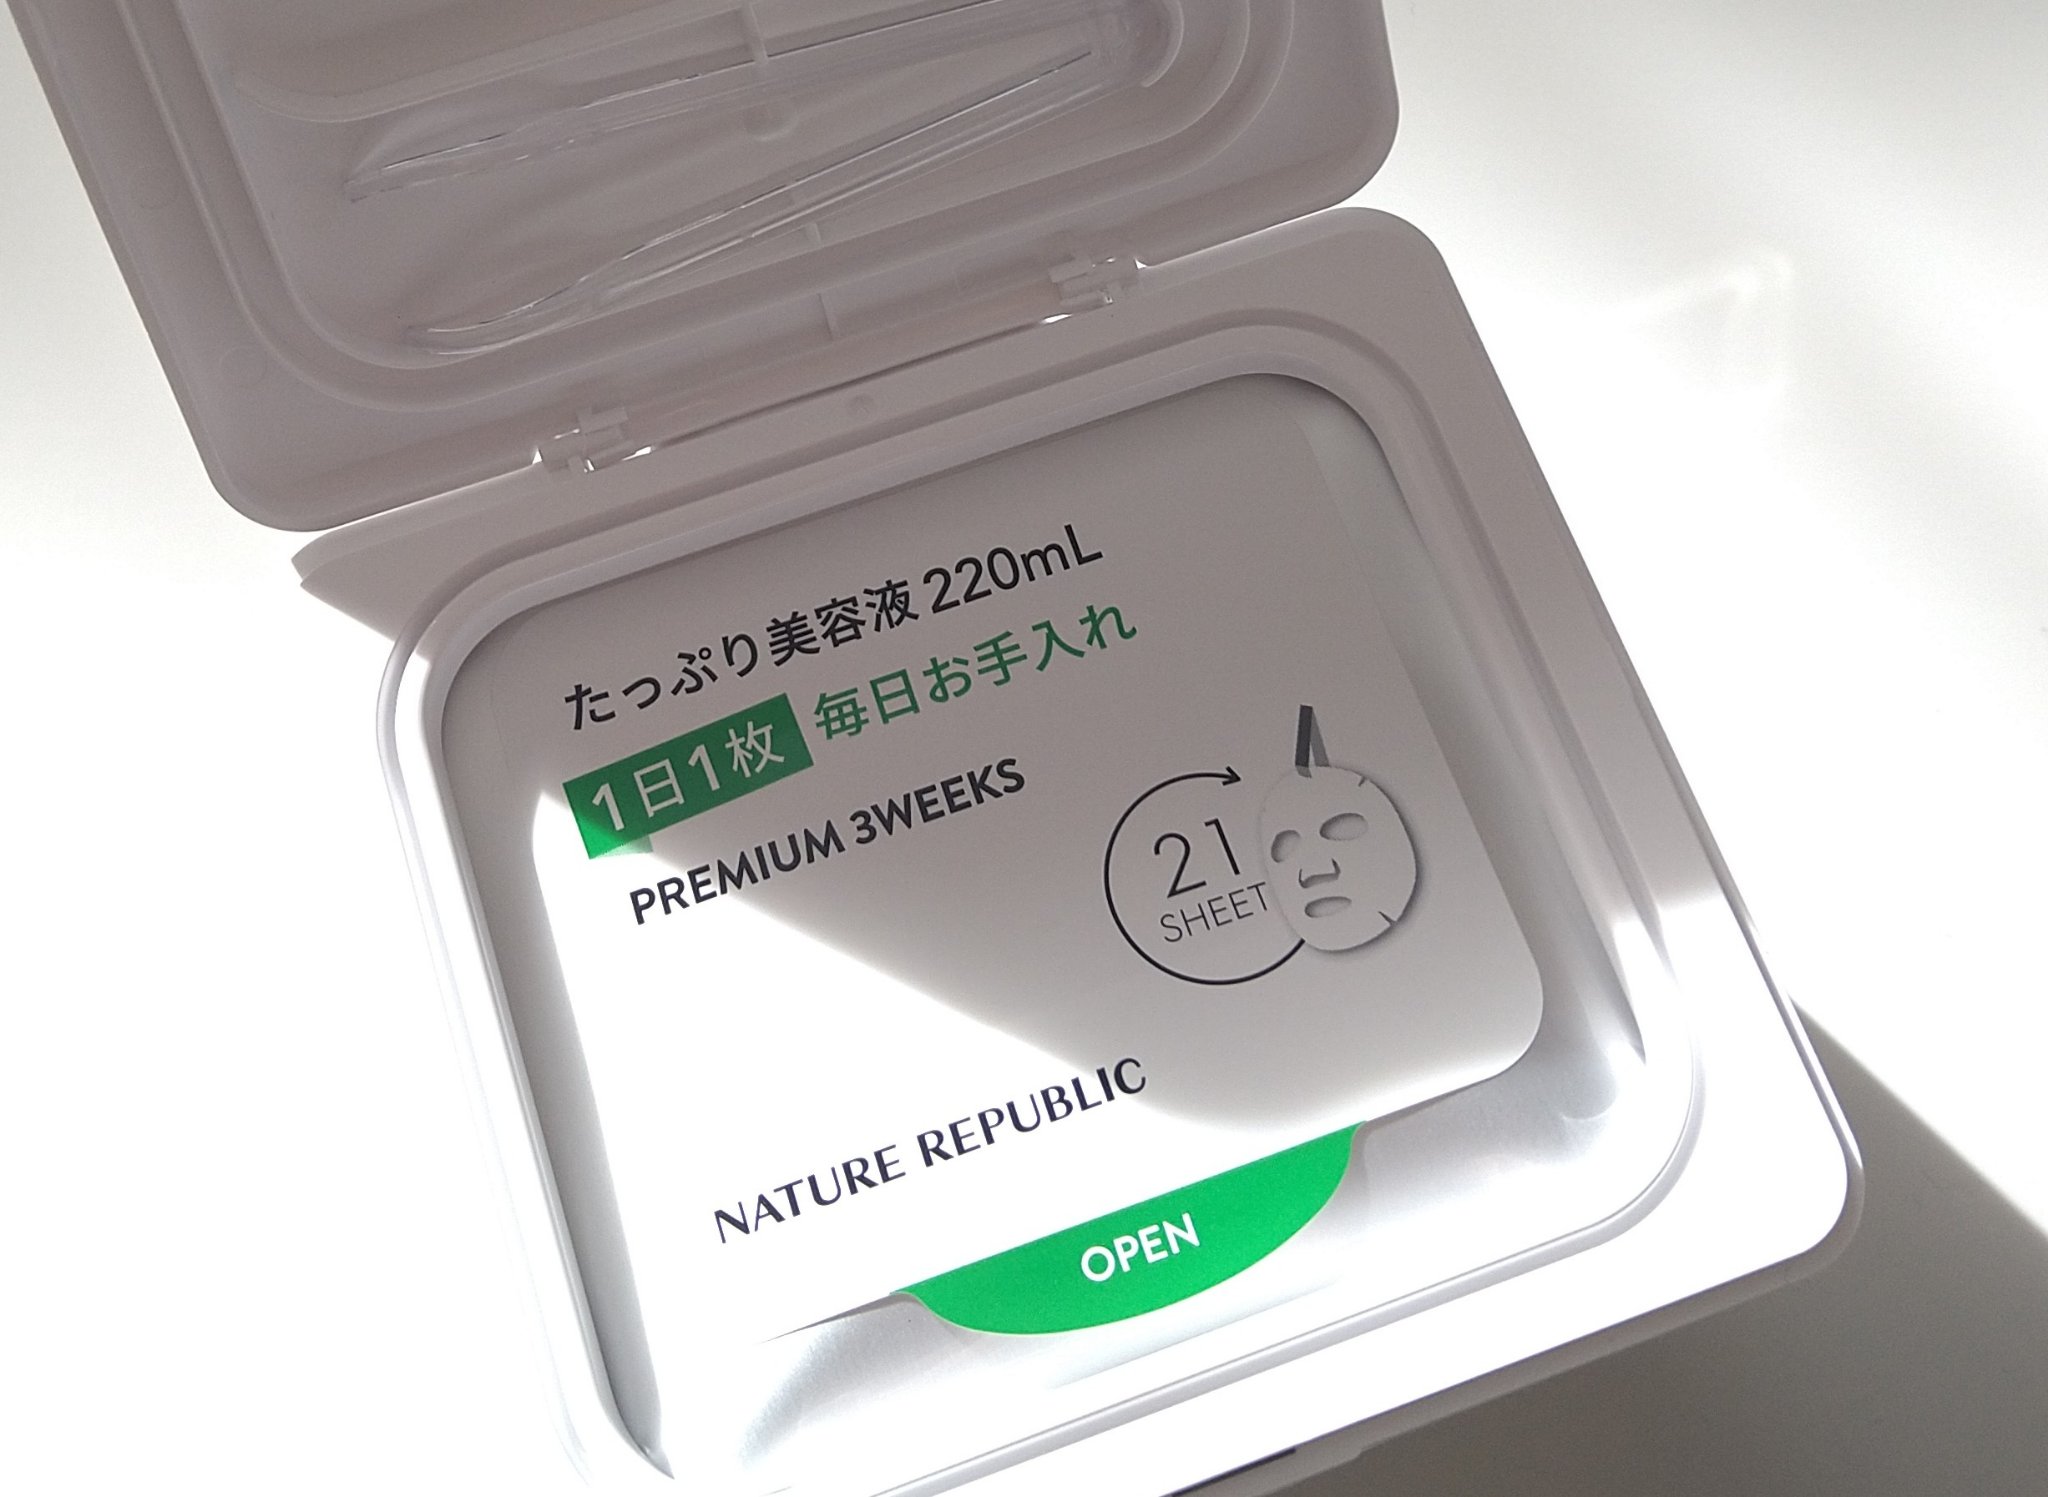 たっぷり美容液 220mL
1日1枚 毎日お手入れ
PREMIUM 3WEEKS
21
SHEET
NATURE REPUBLIC
OPEN